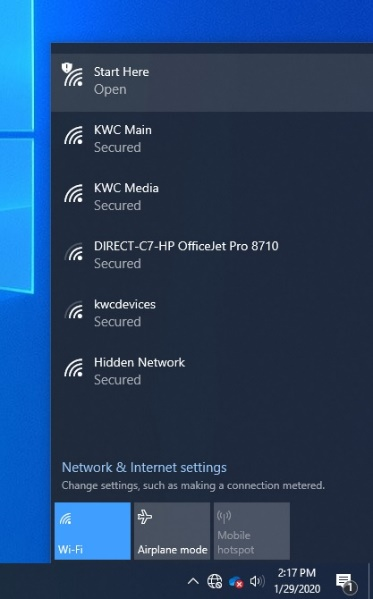 Start Here
Open
KWC Main
Secured
KWC Media
Secured
DIRECT-C7-HP OfficeJet Pro 8710
Secured
kwcdevices
Secured
Hidden Network
Secured
Network & Internet settings
Change settings, such as making a connection metered.
Wi-Fi
Airplane mode
Mobile
hotspot
2:17 PM
1/29/2020
1